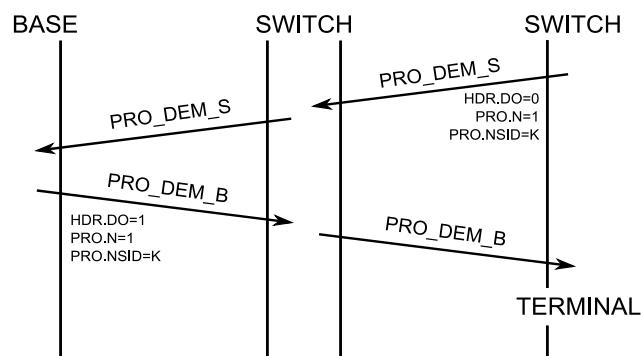 BASE SWITCH SWITCH
PRO_DEM_S
HDR.DO=0
PRO.N=1
PRO.NSID=K
PRO_DEM_S
PRO_DEM_B
HDR.DO=1
PRO.N=1
PRO.NSID=K
PRO_DEM_B
TERMINAL